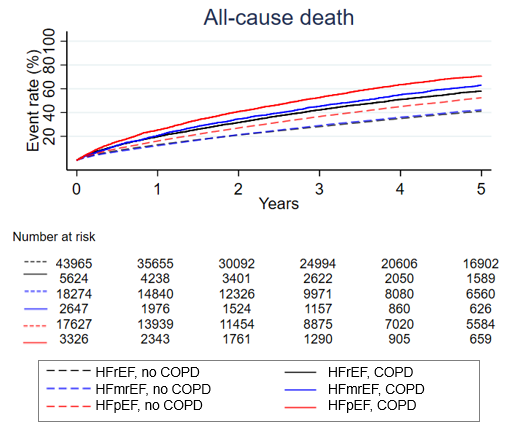 All-cause death
Event rate (%)
100
80
60
40
20
0 1 2 3 4 5
Years
Number at risk
43965 35655 30092 24994 20606 16902
5624 4238 3401 2622 2050 1589
18274 14840 12326 9971 8080 6560
2647 1976 1524 1157 860 626
17627 13939 11454 8875 7020 5584
3326 2343 1761 1290 905 659
HFrEF, no COPD HFrEF, COPD
HFmrEF, no COPD HFmrEF, COPD
HFpEF, no COPD HFpEF, COPD